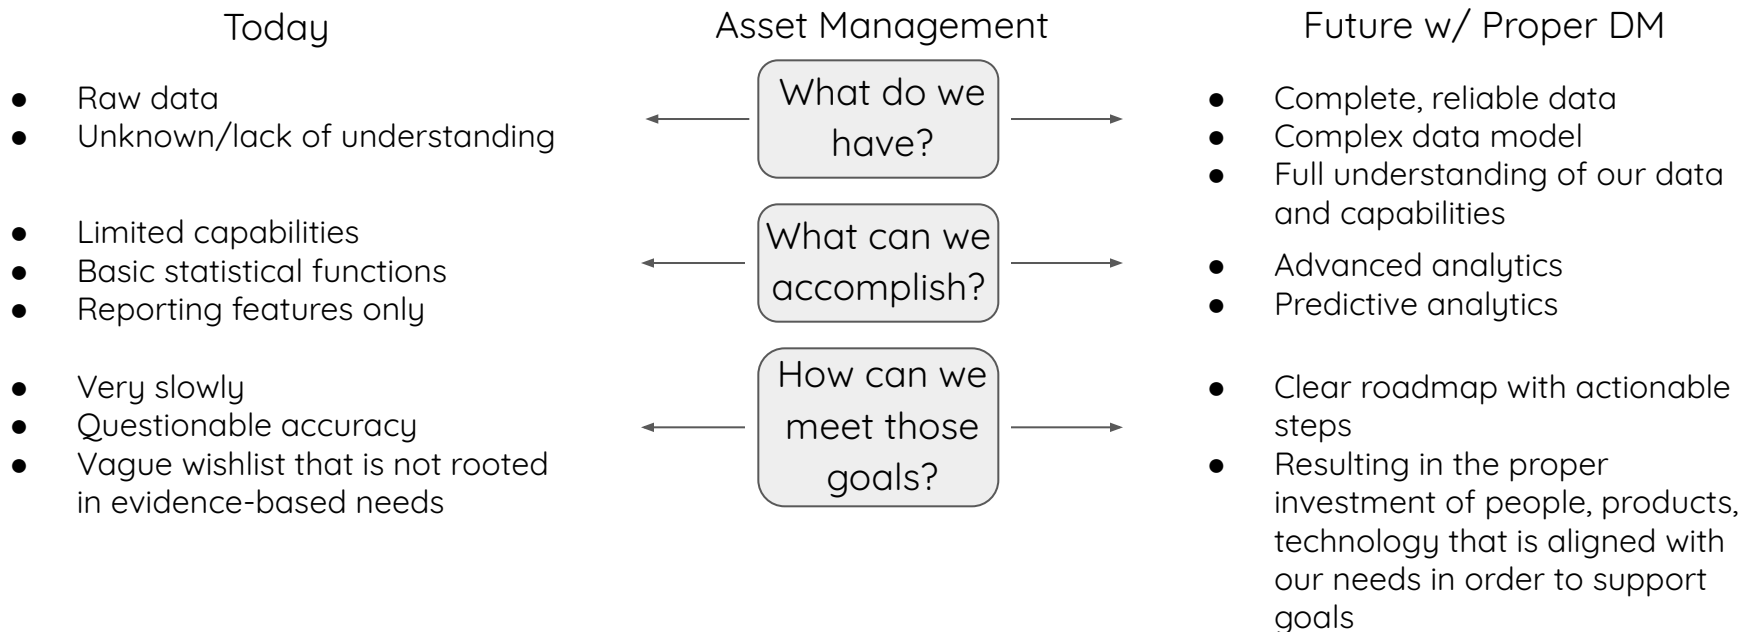 Today
Asset Management
Future w/ Proper DM
● Raw data
● Unknown/lack of understanding
What do we
have?
● Complete, reliable data
● Complex data model
● Full understanding of our data
and capabilities
● Limited capabilities
● Basic statistical functions
● Reporting features only
What can we
accomplish?
● Advanced analytics
● Predictive analytics
● Very slowly
● Questionable accuracy
● Vague wishlist that is not rooted
in evidence-based needs
How can we
meet those
goals?
● Clear roadmap with actionable
steps
● Resulting in the proper
investment of people, products,
technology that is aligned with
our needs in order to support
goals